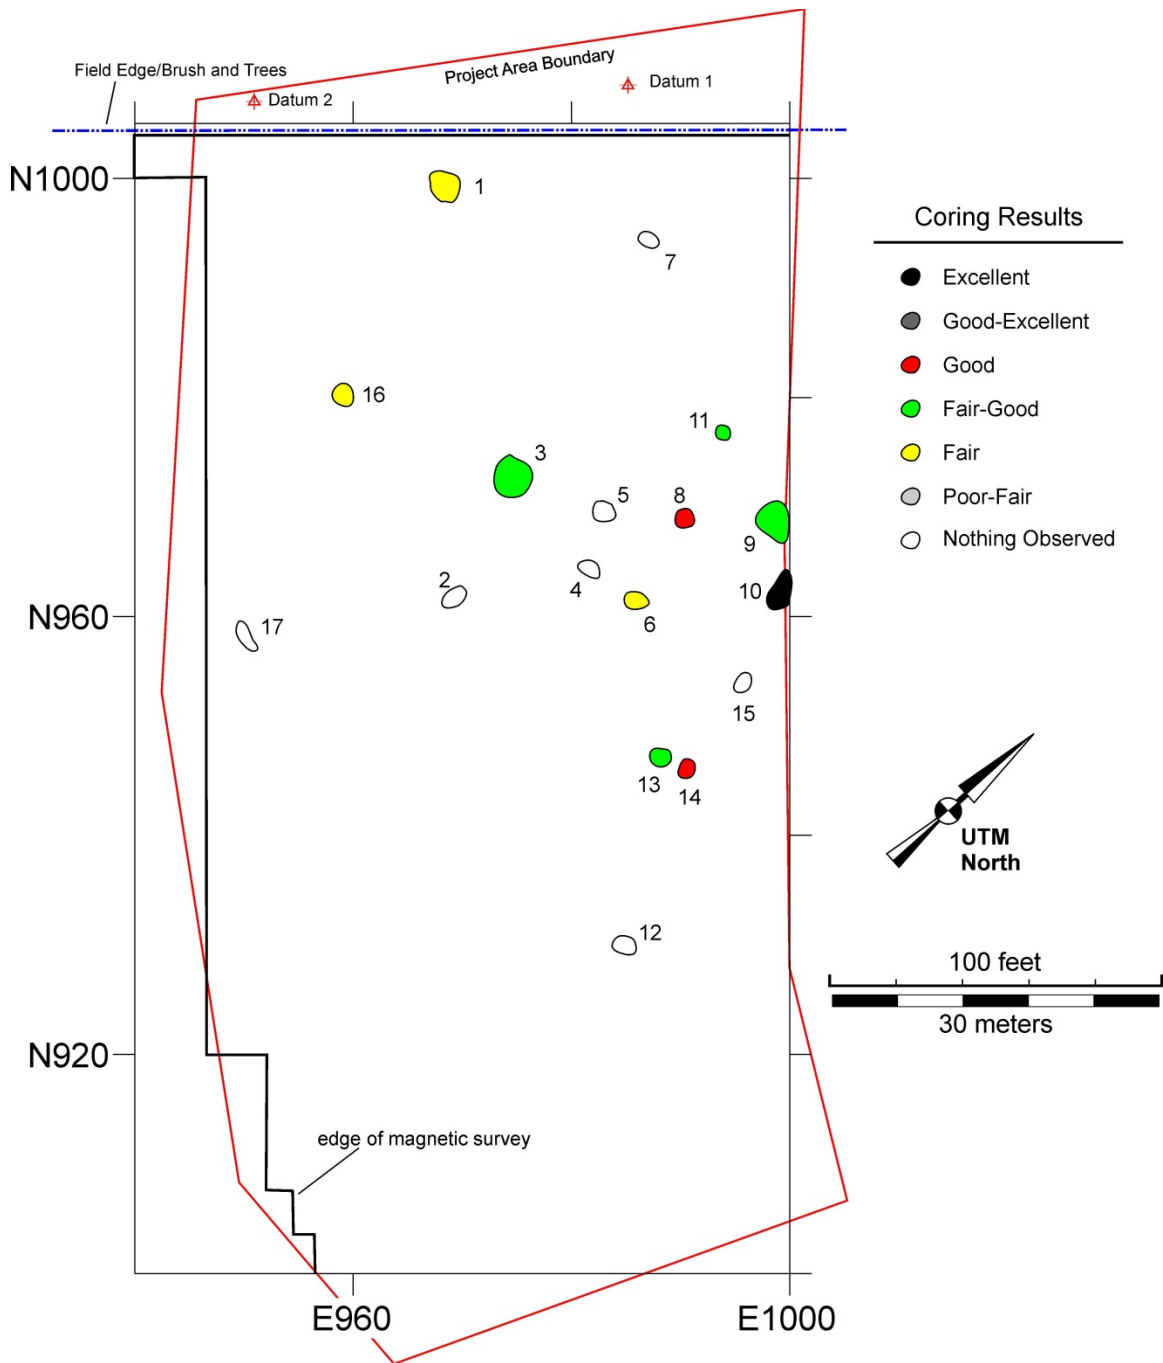 Project Area Boundary
Field Edge/Brush and Trees
Datum 2
Datum 1
N1000
1
7
16
11
3
5
8
9
2
4
10
6
17
15
N960
13
14
12
N920
edge of magnetic survey
E960
E1000
Coring Results
Excellent
Good-Excellent
Good
Fair-Good
Fair
Poor-Fair
Nothing Observed
UTM
North
100 feet
30 meters